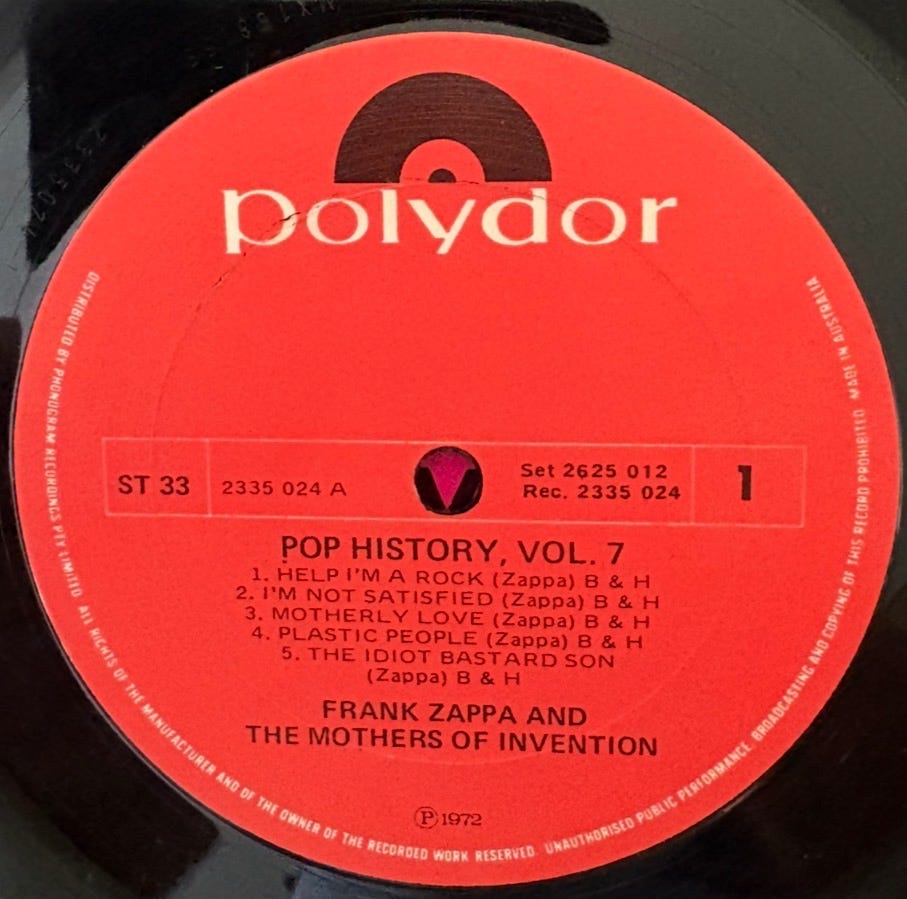 polydor
ST 33
2335 024 A
Set 2625 012
Rec. 2335 024
1
POP HISTORY, VOL. 7
1. HELP I'M A ROCK (Zappa) B & H
2. I'M NOT SATISFIED (Zappa) B & H
3. MOTHERLY LOVE (Zappa) B & H
4. PLASTIC PEOPLE (Zappa) B & H
5. THE IDIOT BASTARD SON
(Zappa) B & H
FRANK ZAPPA AND
THE MOTHERS OF INVENTION
Ⓟ 1972
DISTRIBUTED BY PHONOGRAM RECORDINGS PTY LIMITED. ALL RIGHTS OF THE MANUFACTURER AND OF THE OWNER OF THE RECORDED WORK RESERVED. UNAUTHORISED PUBLIC PERFORMANCE, BROADCASTING AND COPYING OF THIS RECORD PROHIBITED. MADE IN AUSTRALIA